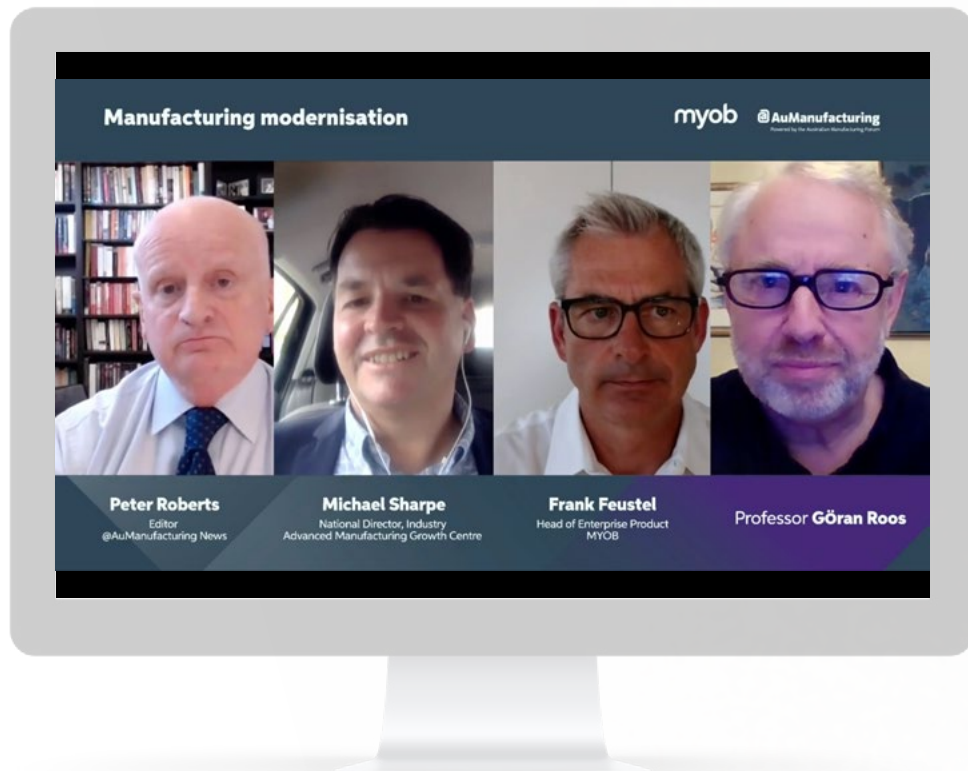 Manufacturing modernisation
myob
@AuManufacturing
Powered by the Australian Manufacturing Forum
Peter Roberts
Editor
@AuManufacturing News
Michael Sharpe
National Director, Industry
Advanced Manufacturing Growth Centre
Frank Feustel
Head of Enterprise Product
MYOB
Professor GÖran Roos